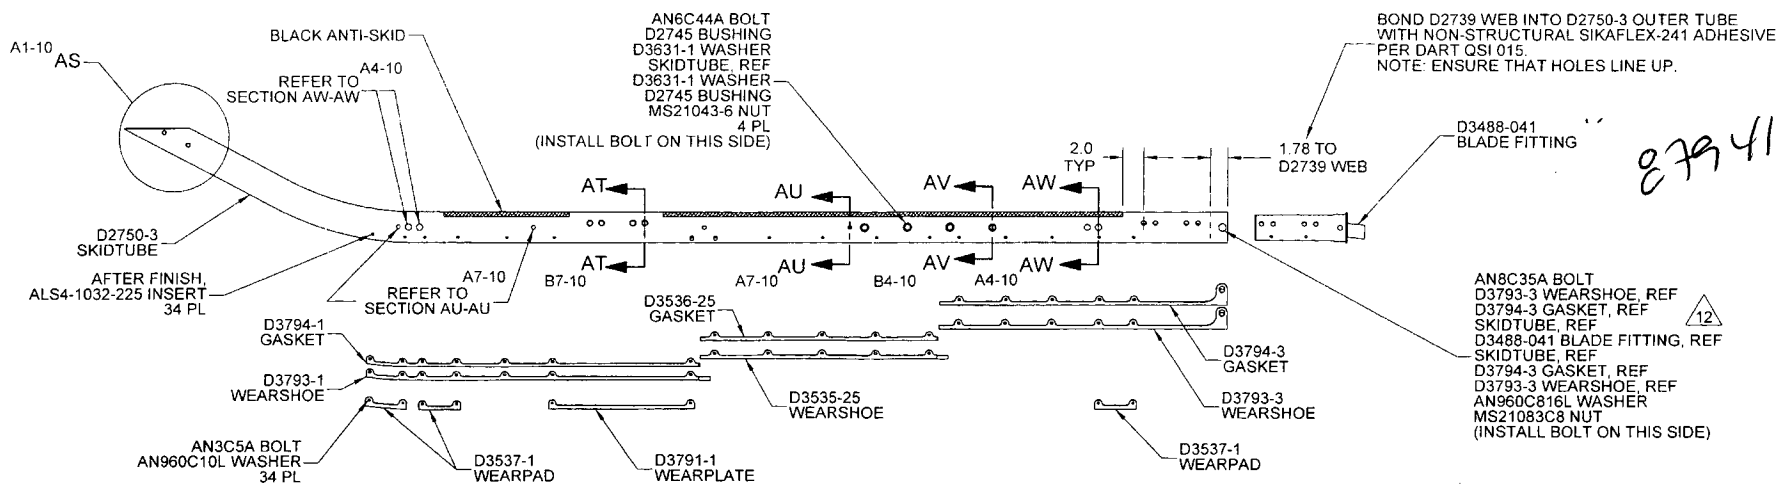 A1-10
AS
BLACK ANTI-SKID
REFER TO
SECTION AW-AW
A4-10
AN6C44A BOLT
D2745 BUSHING
D3631-1 WASHER
SKIDTUBE, REF
D3631-1 WASHER
D2745 BUSHING
MS21043-6 NUT
4 PL
(INSTALL BOLT ON THIS SIDE)
BOND D2739 WEB INTO D2750-3 OUTER TUBE
WITH NON-STRUCTURAL SIKAFLEX-241 ADHESIVE
PER DART QSI 015.
NOTE: ENSURE THAT HOLES LINE UP.
2.0
TYP
1.78 TO
D2739 WEB
D3488-041
BLADE FITTING
87941
AT
AU
AV
AW
D2750-3
SKIDTUBE
AFTER FINISH,
ALS4-1032-225 INSERT
34 PL
REFER TO
SECTION AU-AU
A7-10
AT
B7-10
AU
A7-10
AV
B4-10
AW
A4-10
D3794-1
GASKET
D3793-1
WEARSHOE
AN3C5A BOLT
AN960C10L WASHER
34 PL
D3537-1
WEARPAD
D3791-1
WEARPLATE
D3536-25
GASKET
D3535-25
WEARSHOE
D3794-3
GASKET
D3793-3
WEARSHOE
D3537-1
WEARPAD
AN8C35A BOLT
D3793-3 WEARSHOE, REF
D3794-3 GASKET, REF
SKIDTUBE, REF
D3488-041 BLADE FITTING, REF
SKIDTUBE, REF
D3794-3 GASKET, REF
D3793-3 WEARSHOE, REF
AN960C816L WASHER
MS21083C8 NUT
(INSTALL BOLT ON THIS SIDE)
12